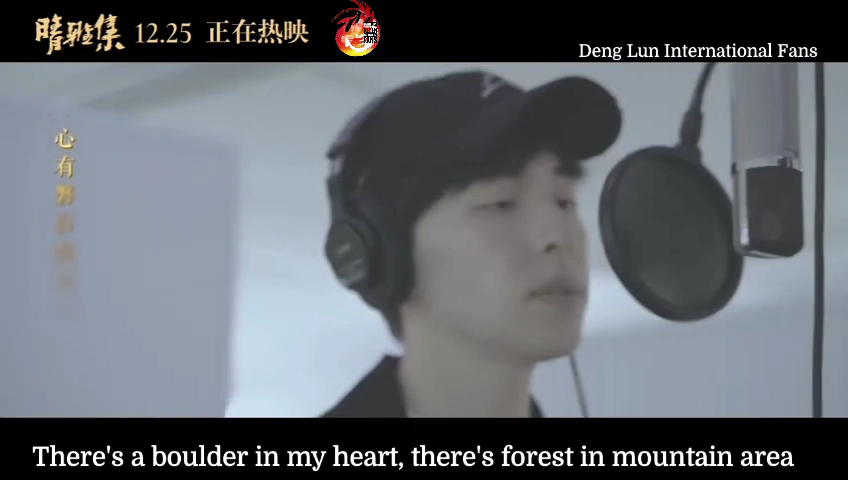 晴雅集 12.25 正在热映
Deng Lun International Fans
心有
There's a boulder in my heart, there's forest in mountain area